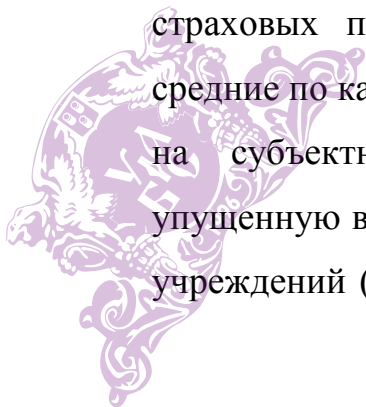 страховых п
средние по ка
на субъектн
упущенную в
учреждений (